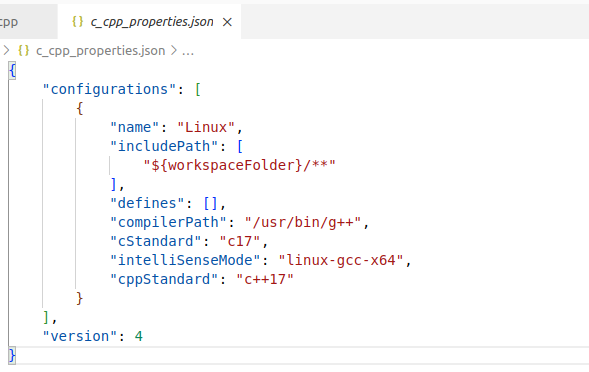 cpp {} c_cpp_properties.json ×
> {} c_cpp_properties.json > ...
{
    "configurations": [
        {
            "name": "Linux",
            "includePath": [
                "${workspaceFolder}/**"
            ],
            "defines": [],
            "compilerPath": "/usr/bin/g++",
            "cStandard": "c17",
            "intelliSenseMode": "linux-gcc-x64",
            "cppStandard": "c++17"
        }
    ],
    "version": 4
}